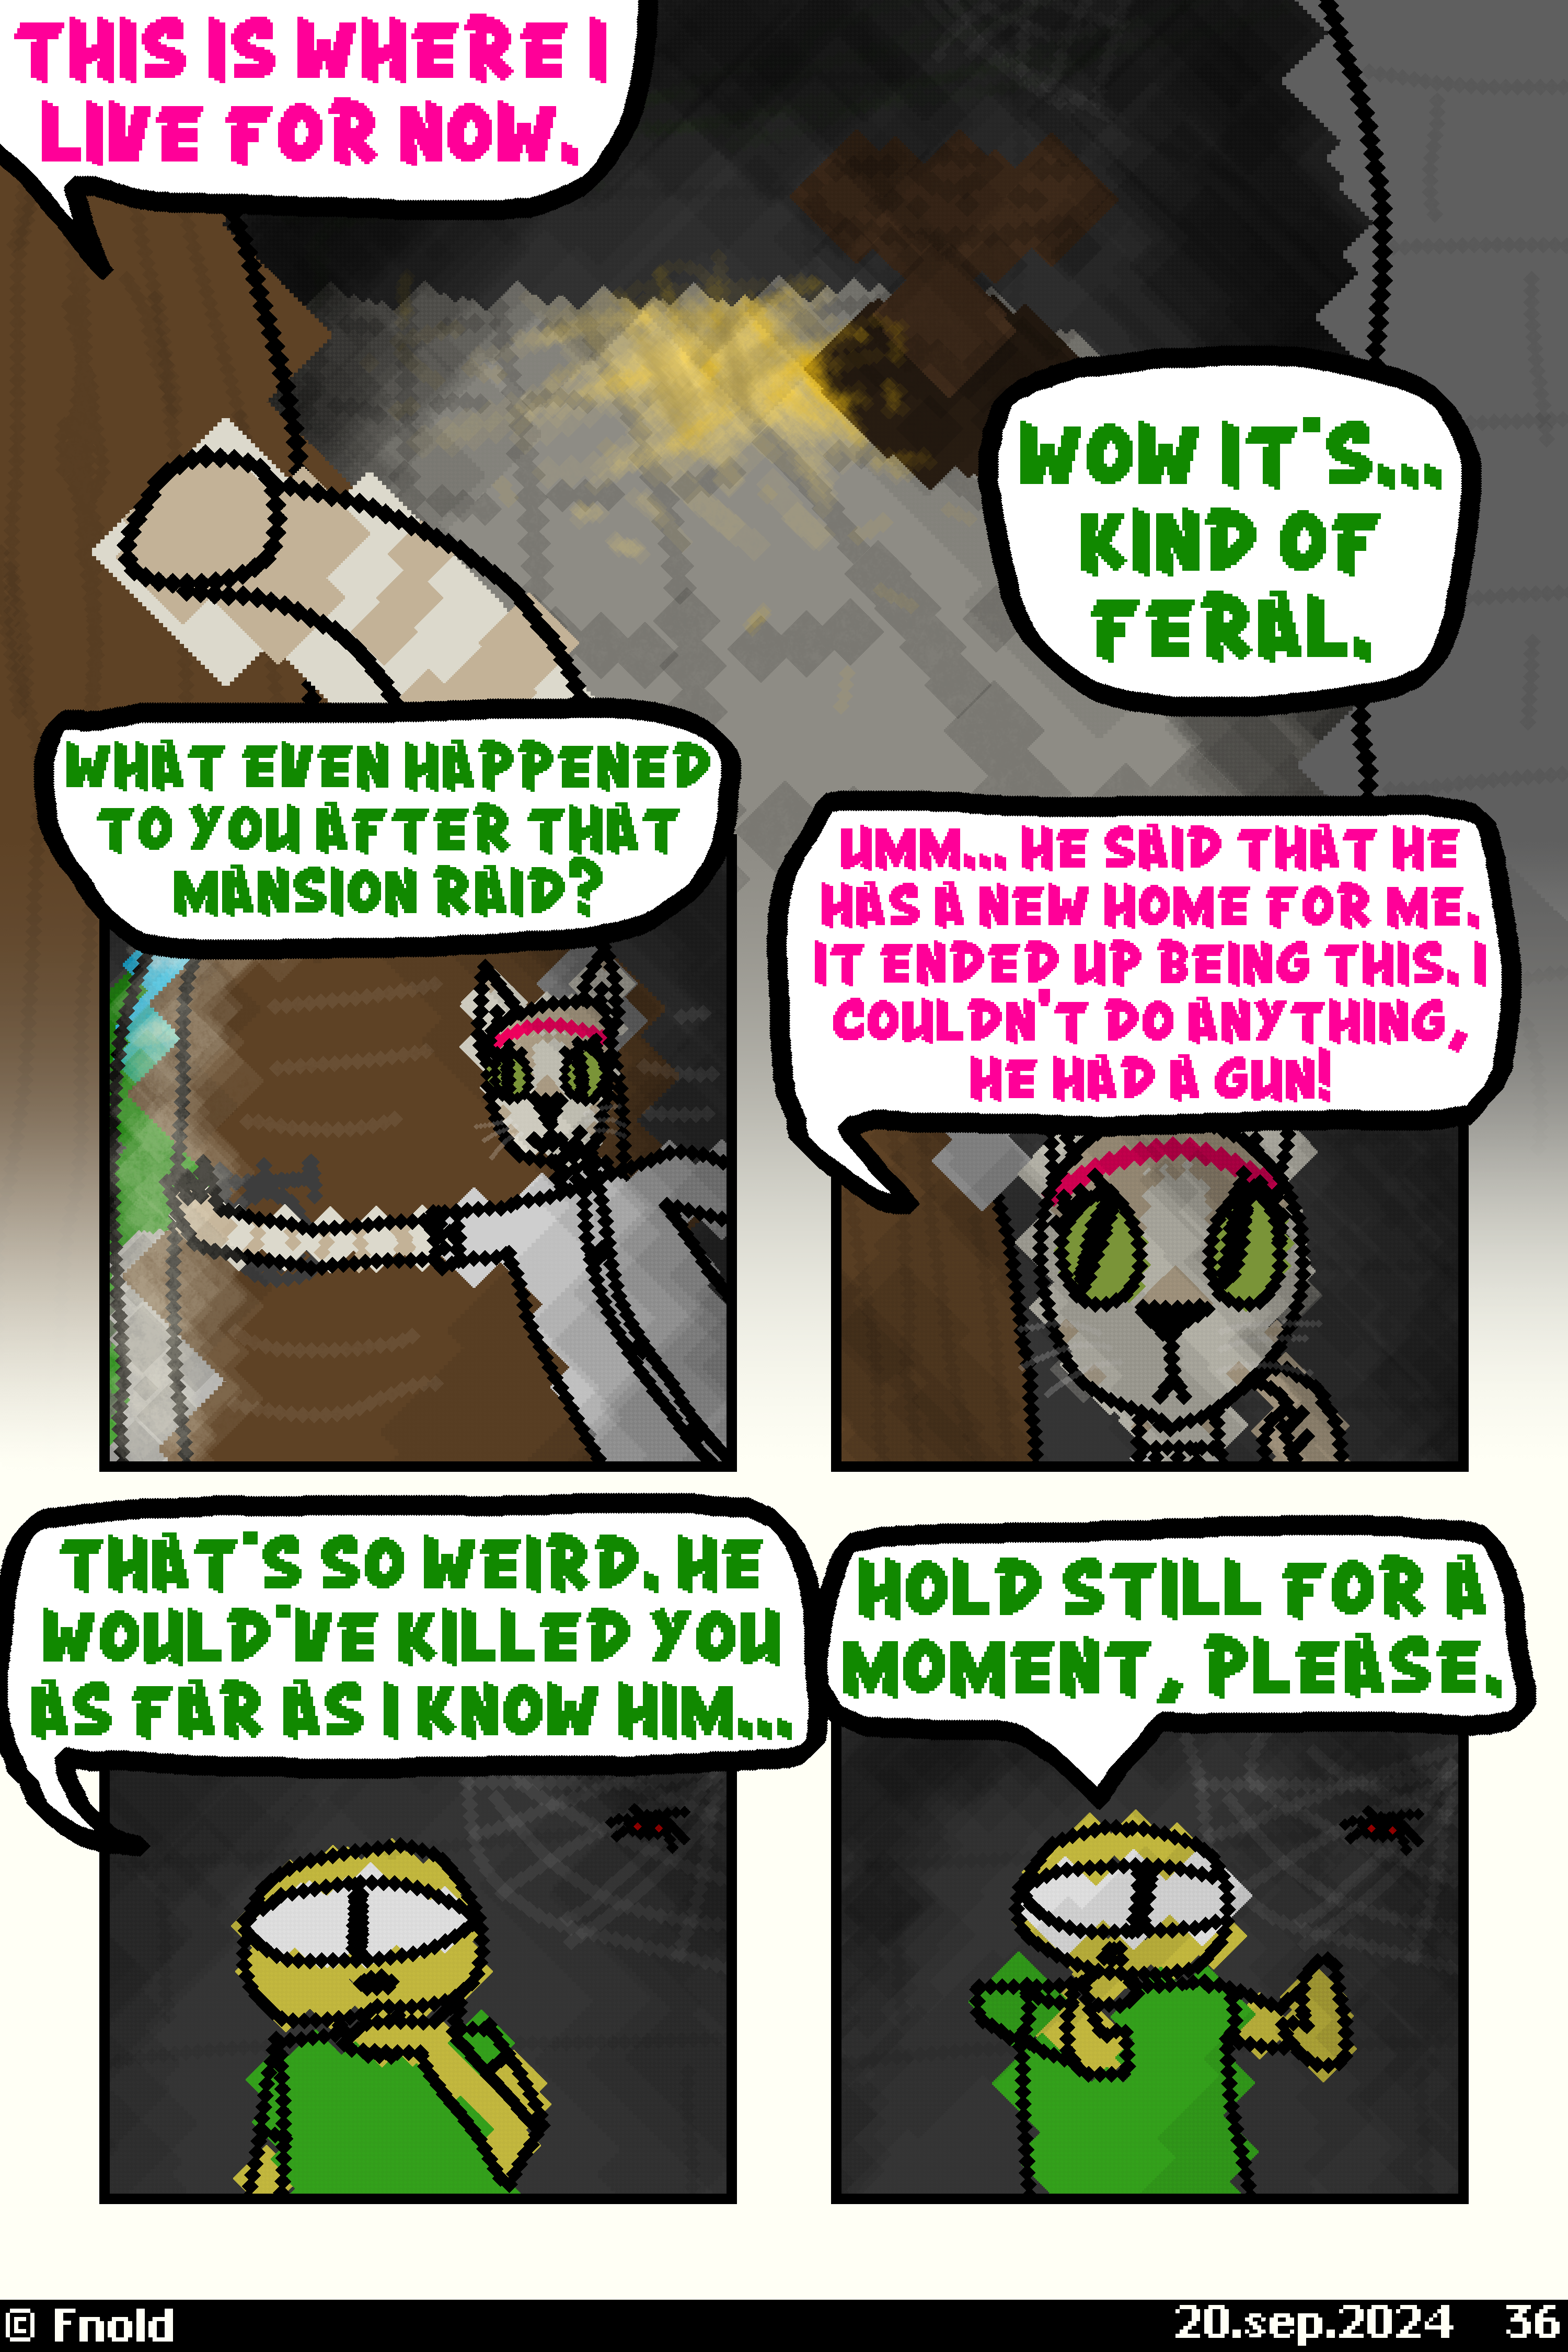 THIS IS WHERE I
LIVE FOR NOW.
WOW IT'S...
KIND OF
FERAL.
WHAT EVEN HAPPENED
TO YOU AFTER THAT
MANSION RAID?
UMM... HE SAID THAT HE
HAS A NEW HOME FOR ME.
IT ENDED UP BEING THIS. I
COULDN'T DO ANYTHING,
HE HAD A GUN!
THAT'S SO WEIRD. HE
WOULD'VE KILLED YOU
AS FAR AS I KNOW HIM...
HOLD STILL FOR A
MOMENT, PLEASE.
© Fnold
20.sep.2024 36